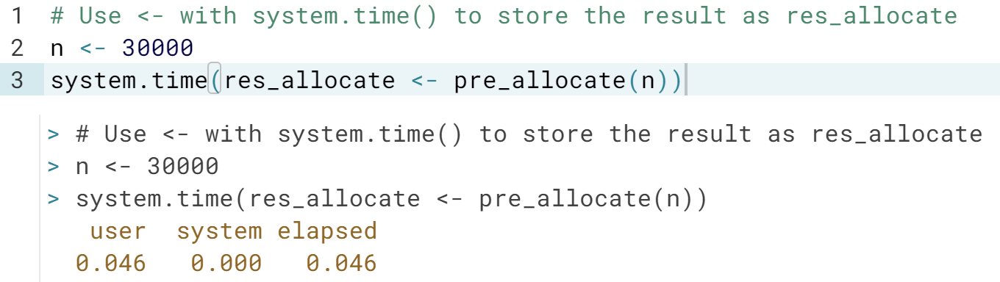 1 # Use <- with system.time() to store the result as res_allocate
2 n <- 30000
3 system.time(res_allocate <- pre_allocate(n))
> # Use <- with system.time() to store the result as res_allocate
> n <- 30000
> system.time(res_allocate <- pre_allocate(n))
user system elapsed
0.046 0.000 0.046